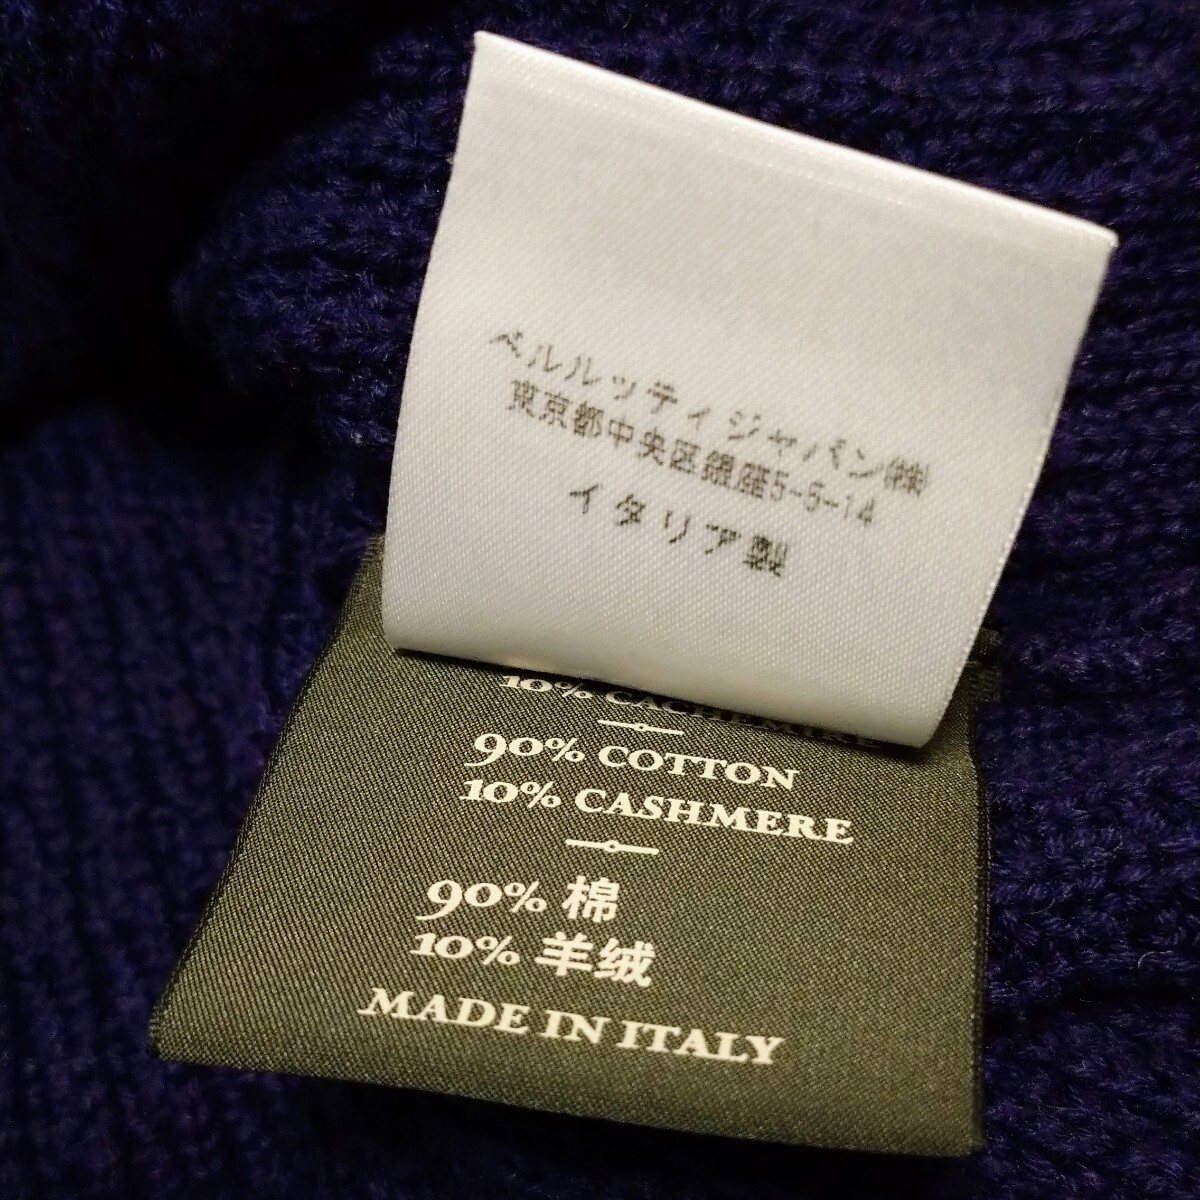 ベルルッティジャパン㈱
東京都中央区銀座5-5-14
イタリア製
10% CACHEMIRE
90% COTTON
10% CASHMERE
90% 棉
10% 羊绒
MADE IN ITALY